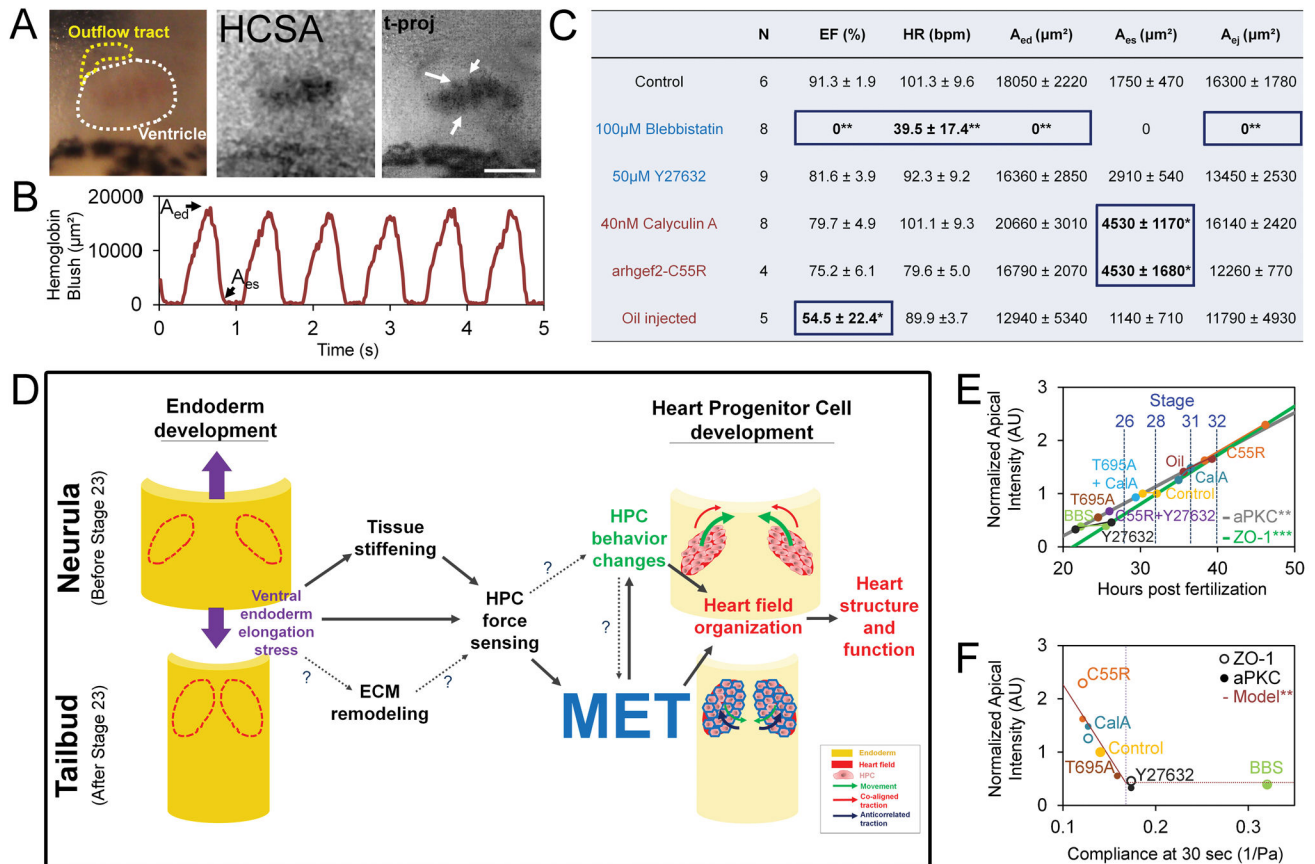 A
Outflow tract
Ventricle
HCSA
t-proj
B
Hemoglobin
Blush (µm²)
20000
10000
0
A_ed
A_es
0 1 2 3 4 5
Time (s)
C
N EF (%) HR (bpm) A_ed (µm²) A_es (µm²) A_ej (µm²)
Control 6 91.3 ± 1.9 101.3 ± 9.6 18050 ± 2220 1750 ± 470 16300 ± 1780
100µM Blebbistatin 8 0** 39.5 ± 17.4** 0** 0 0**
50µM Y27632 9 81.6 ± 3.9 92.3 ± 9.2 16360 ± 2850 2910 ± 540 13450 ± 2530
40nM Calyculin A 8 79.7 ± 4.9 101.1 ± 9.3 20660 ± 3010 4530 ± 1170* 16140 ± 2420
arhgef2-C55R 4 75.2 ± 6.1 79.6 ± 5.0 16790 ± 2070 4530 ± 1680* 12260 ± 770
Oil injected 5 54.5 ± 22.4* 89.9 ±3.7 12940 ± 5340 1140 ± 710 11790 ± 4930
D
Endoderm
development
Heart Progenitor Cell
development
Neurula
(Before Stage 23)
Tailbud
(After Stage 23)
Ventral
endoderm
elongation
stress
Tissue
stiffening
?
ECM
remodeling
?
HPC
force
sensing
?
HPC
behavior
changes
?
MET
Heart field
organization
Heart
structure
and
function
Endoderm
Heart field
HPC
Movement
Co-aligned
traction
Anticorrelated
traction
E
Normalized Apical
Intensity (AU)
3
2
1
0
Stage
26 28 31 32
T695A
+ CalA
Oil
C55R
CalA
Control
T695A
BBS
C55R+Y27632
Y27632
aPKC**
ZO-1***
20 30 40 50
Hours post fertilization
F
Normalized Apical
Intensity (AU)
3
2
1
0
ZO-1
aPKC
Model**
C55R
CalA
Control
T695A
Y27632
BBS
0.1 0.2 0.3
Compliance at 30 sec (1/Pa)